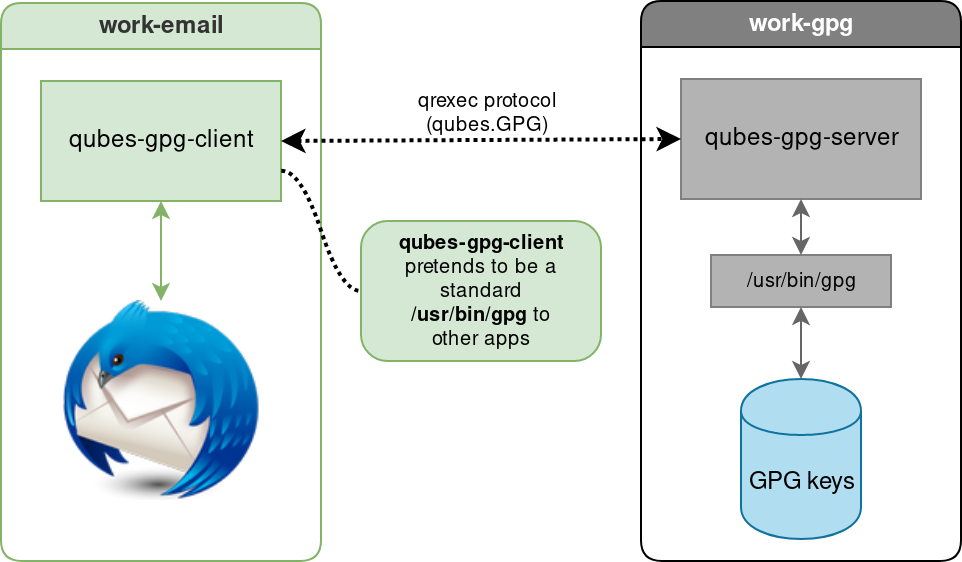 work-email
work-gpg
qubes-gpg-client
qrexec protocol
(qubes.GPG)
qubes-gpg-server
qubes-gpg-client
pretends to be a
standard
/usr/bin/gpg to
other apps
/usr/bin/gpg
GPG keys